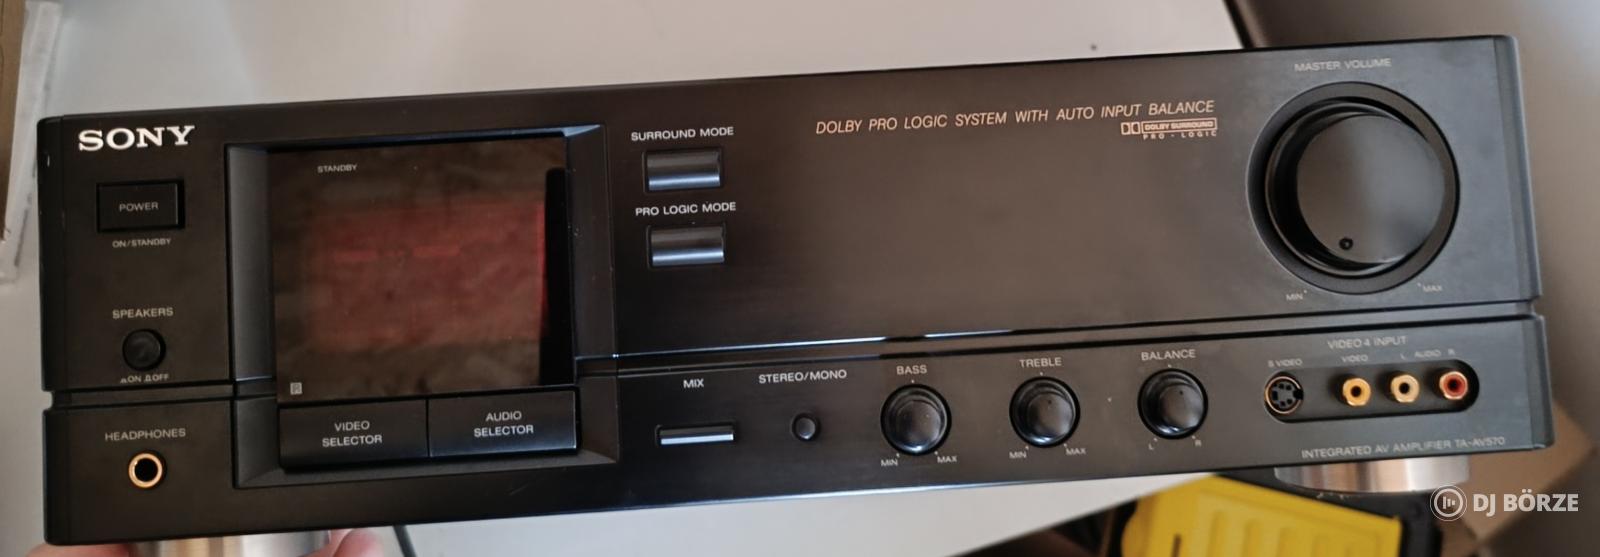 SONY
POWER
ON/STANDBY
SPEAKERS
ON OFF
HEADPHONES
STANDBY
VIDEO
SELECTOR
AUDIO
SELECTOR
SURROUND MODE
PRO LOGIC MODE
DOLBY PRO LOGIC SYSTEM WITH AUTO INPUT BALANCE
DOLBY SURROUND
PRO · LOGIC
MASTER VOLUME
MIN
MAX
MIX
STEREO/MONO
BASS
MIN
MAX
TREBLE
MIN
MAX
BALANCE
L
R
VIDEO 4 INPUT
S VIDEO
VIDEO
L AUDIO R
INTEGRATED AV AMPLIFIER TA-AV570
DJ BÖRZE